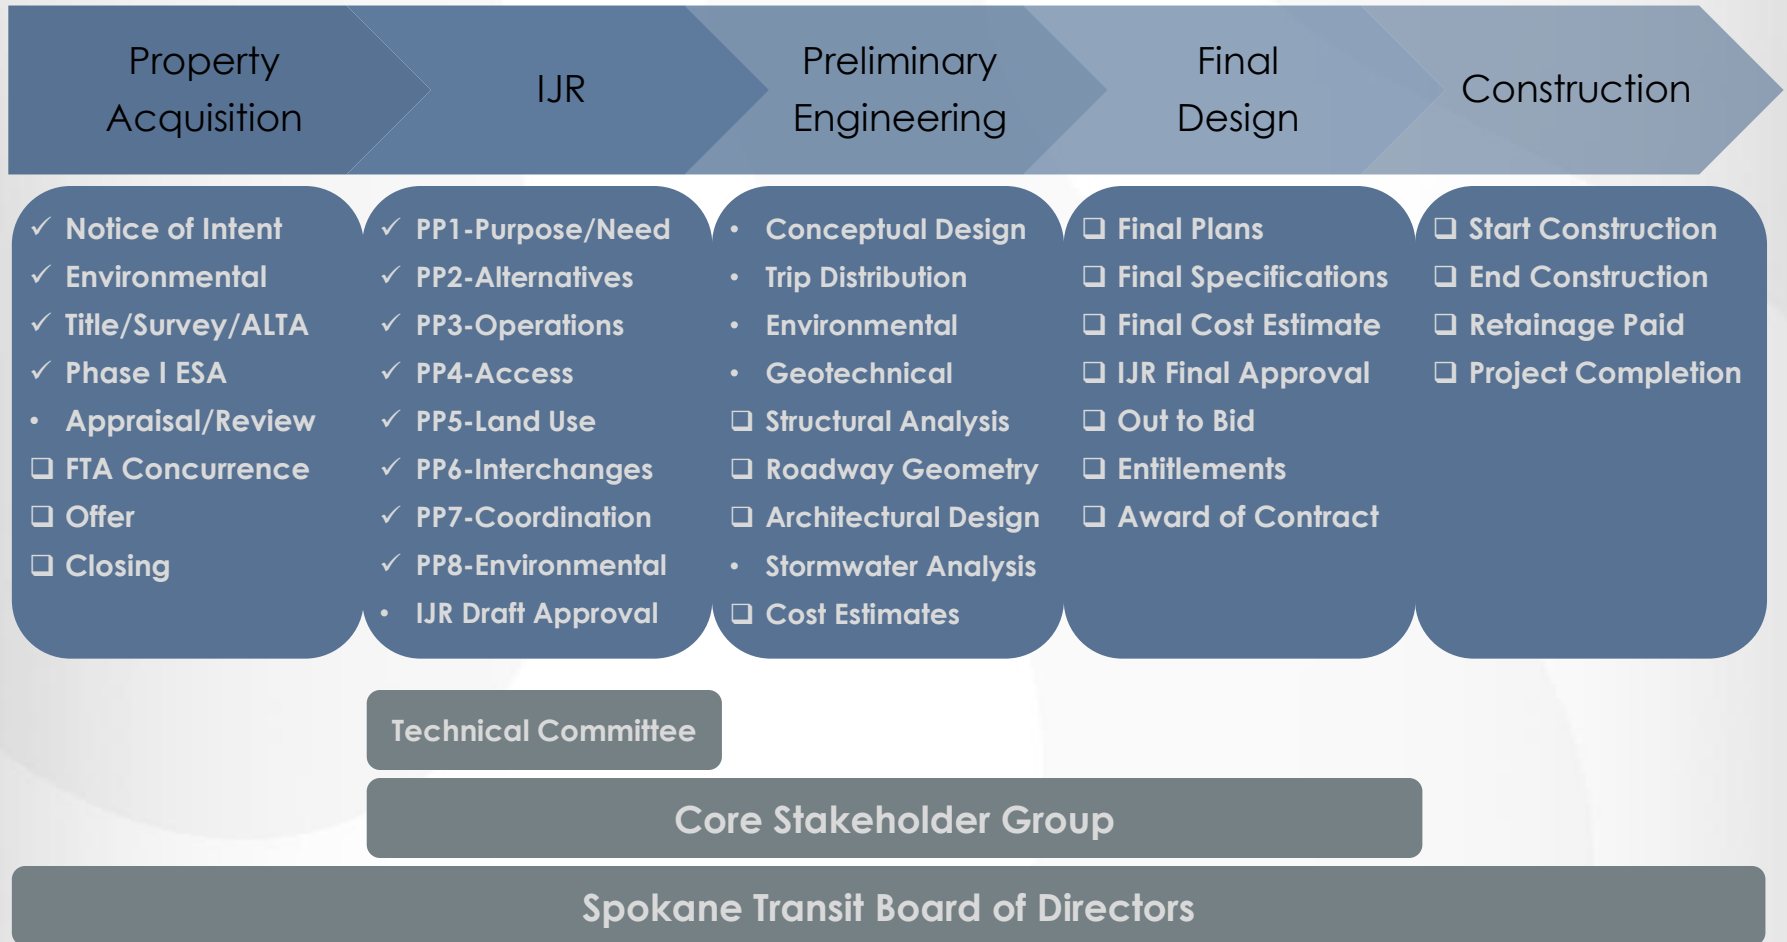 Property
Acquisition
IJR
Preliminary
Engineering
Final
Design
Construction
✓ Notice of Intent
✓ Environmental
✓ Title/Survey/ALTA
✓ Phase I ESA
• Appraisal/Review
❑ FTA Concurrence
❑ Offer
❑ Closing
✓ PP1-Purpose/Need
✓ PP2-Alternatives
✓ PP3-Operations
✓ PP4-Access
✓ PP5-Land Use
✓ PP6-Interchanges
✓ PP7-Coordination
✓ PP8-Environmental
• IJR Draft Approval
• Conceptual Design
• Trip Distribution
• Environmental
• Geotechnical
❑ Structural Analysis
❑ Roadway Geometry
❑ Architectural Design
• Stormwater Analysis
❑ Cost Estimates
❑ Final Plans
❑ Final Specifications
❑ Final Cost Estimate
❑ IJR Final Approval
❑ Out to Bid
❑ Entitlements
❑ Award of Contract
❑ Start Construction
❑ End Construction
❑ Retainage Paid
❑ Project Completion
Technical Committee
Core Stakeholder Group
Spokane Transit Board of Directors